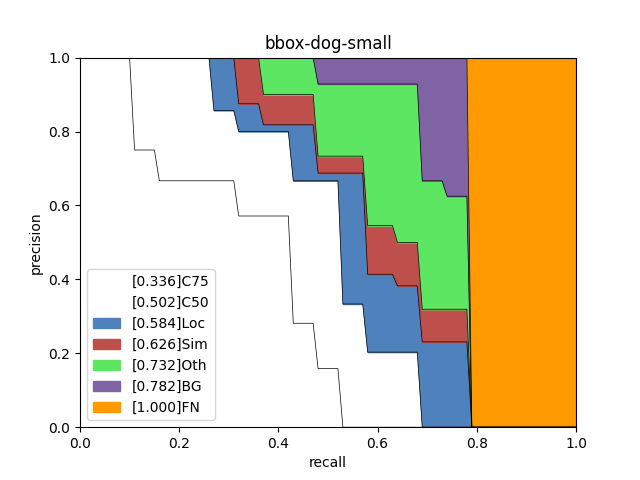 bbox-dog-small
1.0
0.8
0.6
0.4
0.2
0.0
precision
[0.336]C75
[0.502]C50
[0.584]Loc
[0.626]Sim
[0.732]Oth
[0.782]BG
[1.000]FN
0.0 0.2 0.4 0.6 0.8 1.0
recall